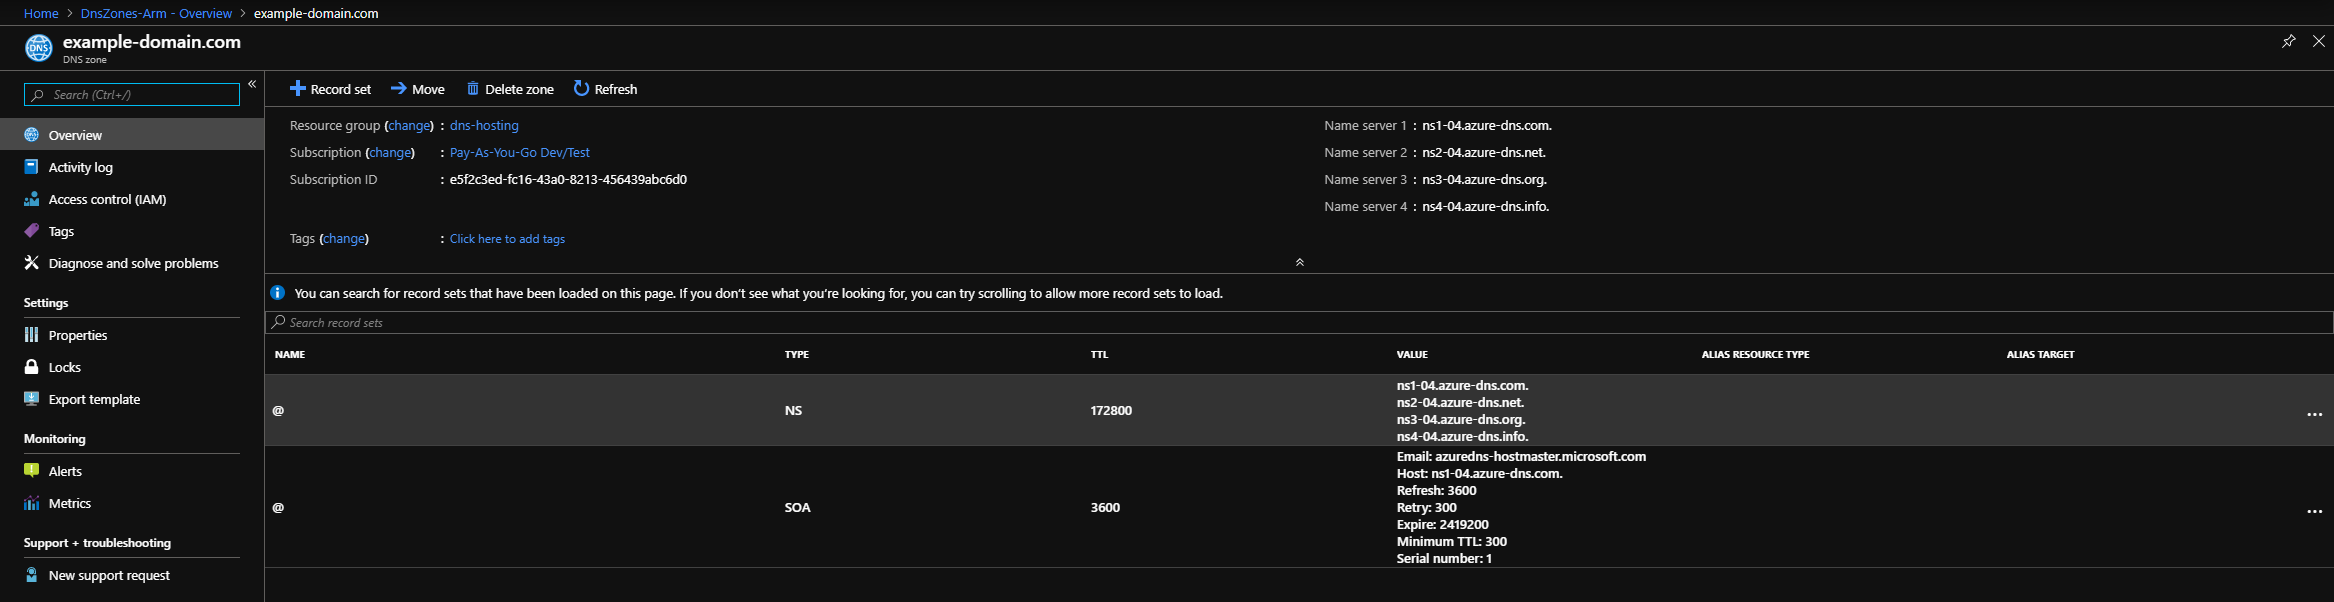 Home > DnsZones-Arm - Overview > example-domain.com
example-domain.com
DNS
DNS zone
Search (Ctrl+/)
«
Overview
Activity log
Access control (IAM)
Tags
Diagnose and solve problems
Settings
Properties
Locks
Export template
Monitoring
Alerts
Metrics
Support + troubleshooting
New support request
Record set Move Delete zone Refresh
Resource group (change) : dns-hosting
Subscription (change) : Pay-As-You-Go Dev/Test
Subscription ID : e5f2c3ed-fc16-43a0-8213-456439abc6d0
Tags (change) : Click here to add tags
Name server 1 : ns1-04.azure-dns.com.
Name server 2 : ns2-04.azure-dns.net.
Name server 3 : ns3-04.azure-dns.org.
Name server 4 : ns4-04.azure-dns.info.
You can search for record sets that have been loaded on this page. If you don't see what you're looking for, you can try scrolling to allow more record sets to load.
Search record sets
NAME TYPE TTL VALUE ALIAS RESOURCE TYPE ALIAS TARGET
@ NS 172800
ns1-04.azure-dns.com.
ns2-04.azure-dns.net.
ns3-04.azure-dns.org.
ns4-04.azure-dns.info.
...
@ SOA 3600
Email: azuredns-hostmaster.microsoft.com
Host: ns1-04.azure-dns.com.
Refresh: 3600
Retry: 300
Expire: 2419200
Minimum TTL: 300
Serial number: 1
...